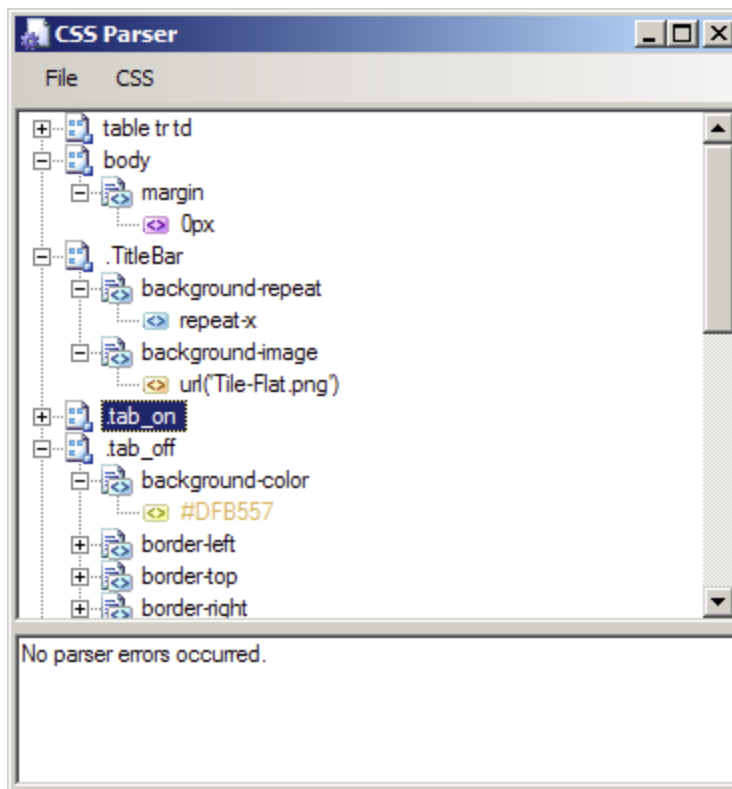 CSS Parser
File CSS
table tr td
body
margin
0px
.TitleBar
background-repeat
repeat-x
background-image
url('Tile-Flat.png')
.tab_on
.tab_off
background-color
#DFB557
border-left
border-top
border-right
No parser errors occurred.